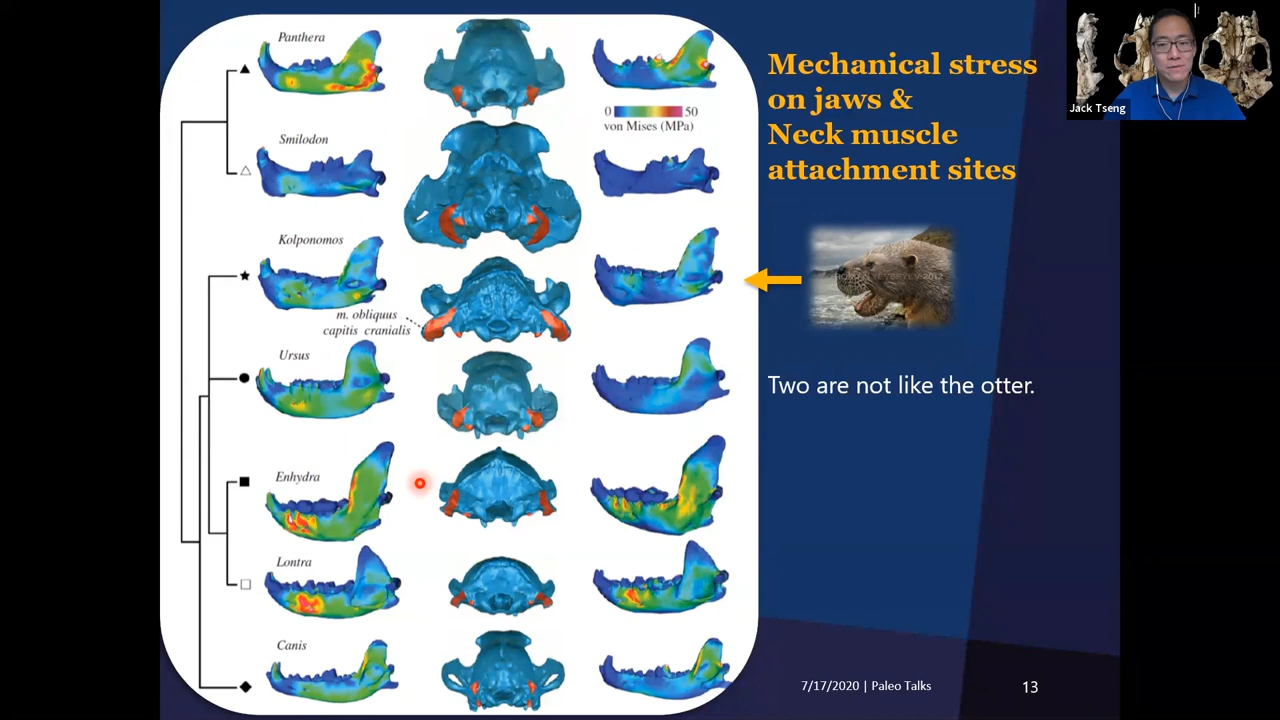 Panthera
0 50
von Mises (MPa)
Smilodon
Kolponomos
m. obliquus
capitis cranialis
Ursus
Enhydra
Lontra
Canis
Mechanical stress
on jaws &
Neck muscle
attachment sites
Two are not like the otter.
7/17/2020 | Paleo Talks
13
Jack Tseng